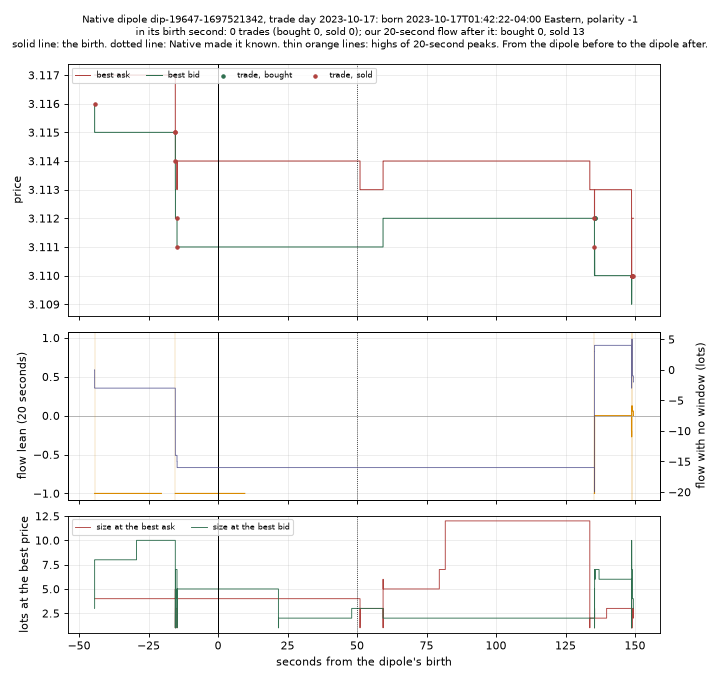 Native dipole dip-19647-1697521342, trade day 2023-10-17: born 2023-10-17T01:42:22-04:00 Eastern, polarity -1
in its birth second: 0 trades (bought 0, sold 0); our 20-second flow after it: bought 0, sold 13
solid line: the birth. dotted line: Native made it known. thin orange lines: highs of 20-second peaks. From the dipole before to the dipole after.
best ask best bid trade, bought trade, sold
3.117
3.116
3.115
3.114
3.113
3.112
3.111
3.110
3.109
price
1.0
0.5
0.0
−0.5
−1.0
flow lean (20 seconds)
5
0
−5
−10
−15
−20
flow with no window (lots)
size at the best ask size at the best bid
12.5
10.0
7.5
5.0
2.5
lots at the best price
−50 −25 0 25 50 75 100 125 150
seconds from the dipole's birth